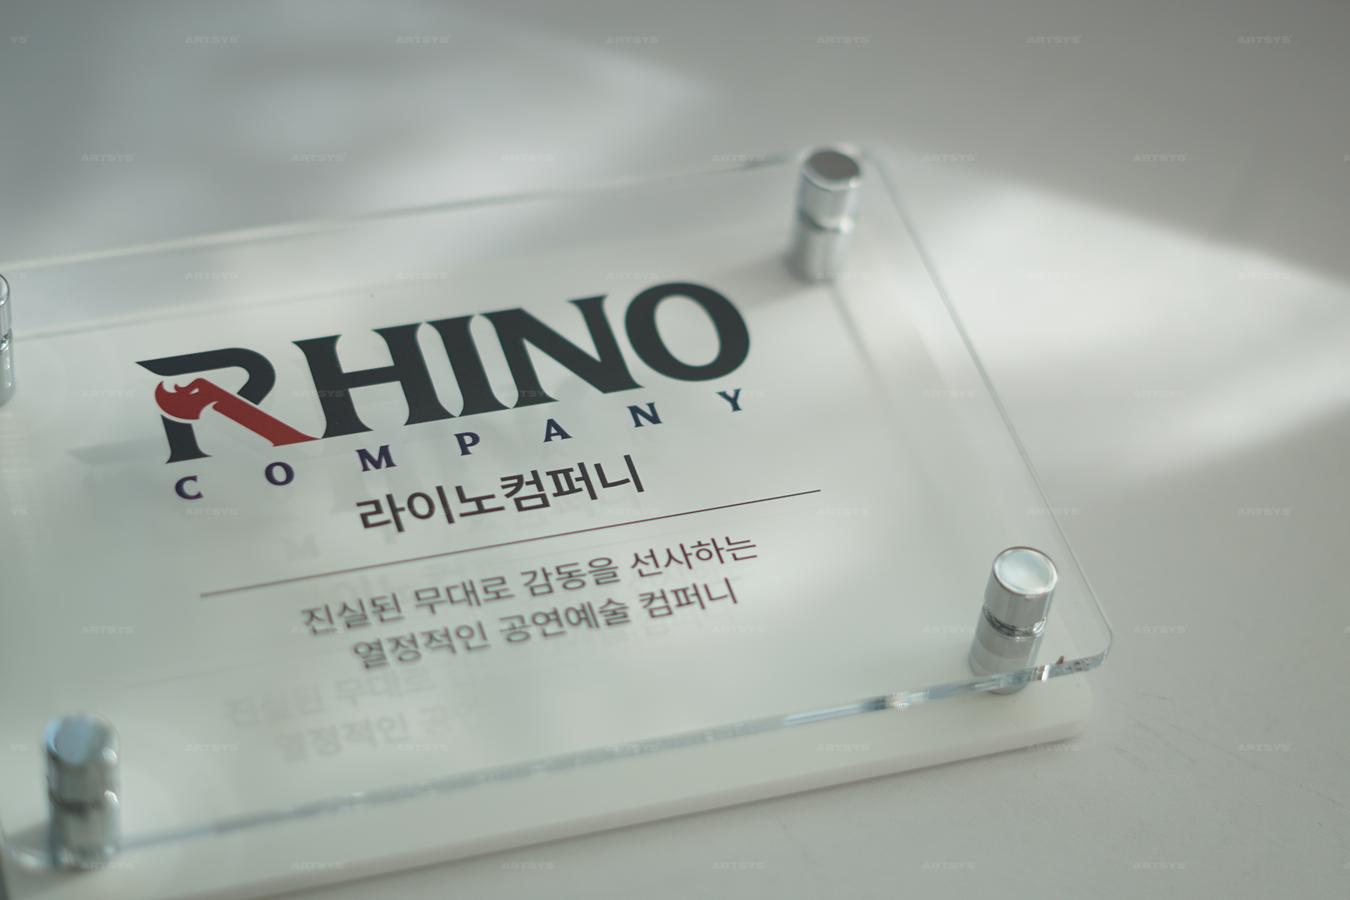 RHINO
COMPANY
라이노컴퍼니
진실된 무대로 감동을 선사하는
열정적인 공연예술 컴퍼니
ARTSYS